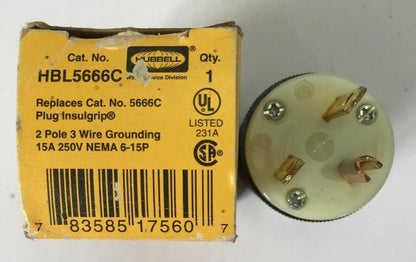 Cat. No.
HUBBELL
Wiring Device Division
Qty.
HBL5666C
1
Replaces Cat. No. 5666C
Plug Insulgrip®
UL
LISTED
231A
2 Pole 3 Wire Grounding
15A 250V NEMA 6-15P
SA
7 83585 17560 7